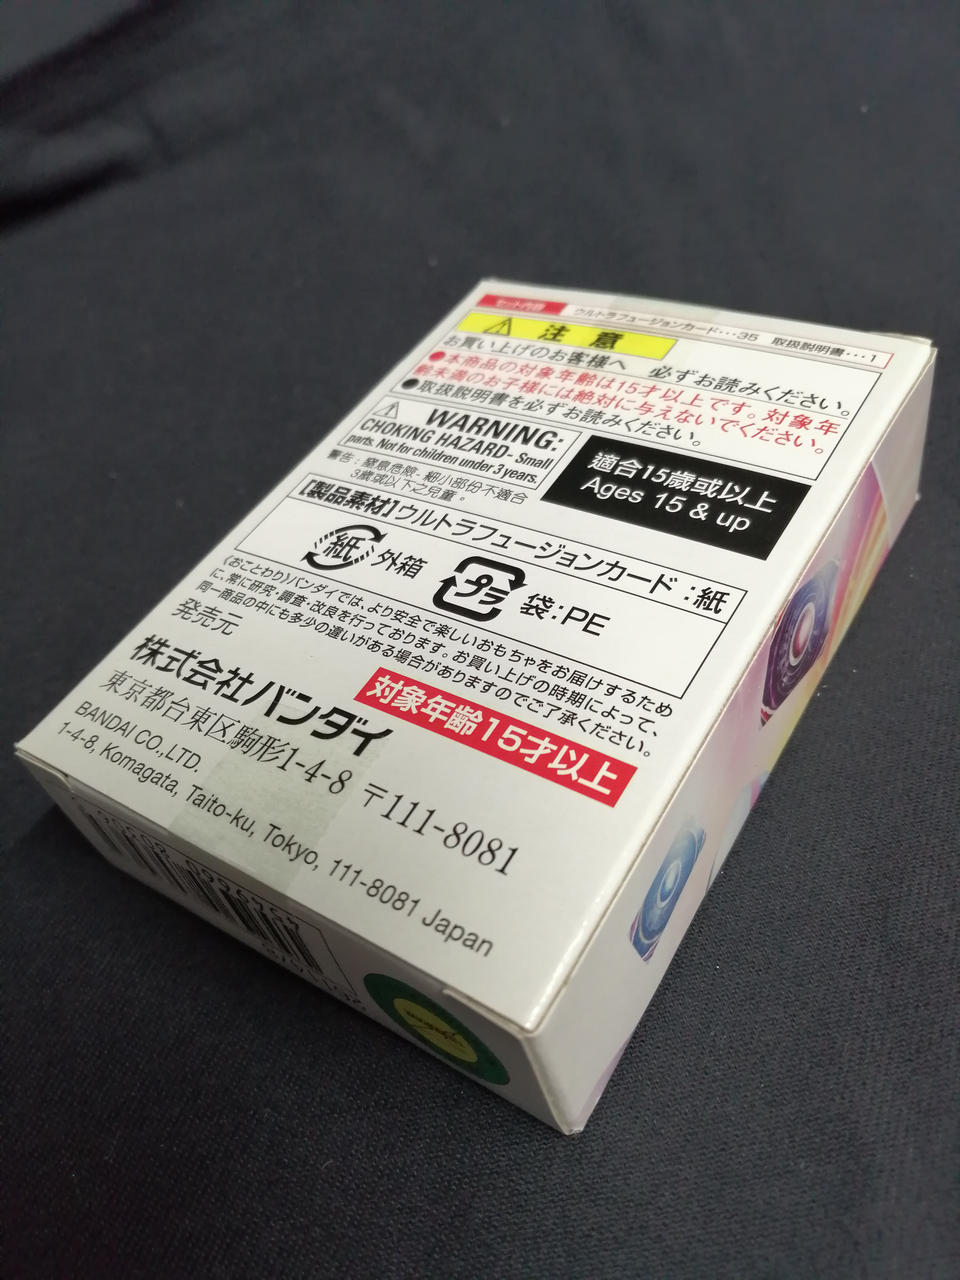 セット内容 ウルトラフュージョンカード・・・35 取扱説明書・・・1
注意
お買い上げのお客様へ 必ずお読みください。
●本商品の対象年齢は15才以上です。対象年
齢未満のお子様には絶対に与えないでください。
●取扱説明書を必ずお読みください。
WARNING:
CHOKING HAZARD- Small
parts. Not for children under 3 years.
警告：窒息危險－細小部份不適合
3歲或以下之兒童。
適合15歲或以上
Ages 15 & up
【製品素材】ウルトラフュージョンカード：紙
紙 外箱 プラ 袋：PE
《おことわり》バンダイでは、より安全で楽しいおもちゃをお届けするため
に、常に研究・調査・改良を行っております。お買い上げの時期によって、
同一商品の中にも多少の違いがある場合がありますのでご了承ください。
発売元
株式会社バンダイ
対象年齢15才以上
東京都台東区駒形1-4-8 〒111-8081
BANDAI CO.,LTD.
1-4-8, Komagata, Taito-ku, Tokyo, 111-8081 Japan